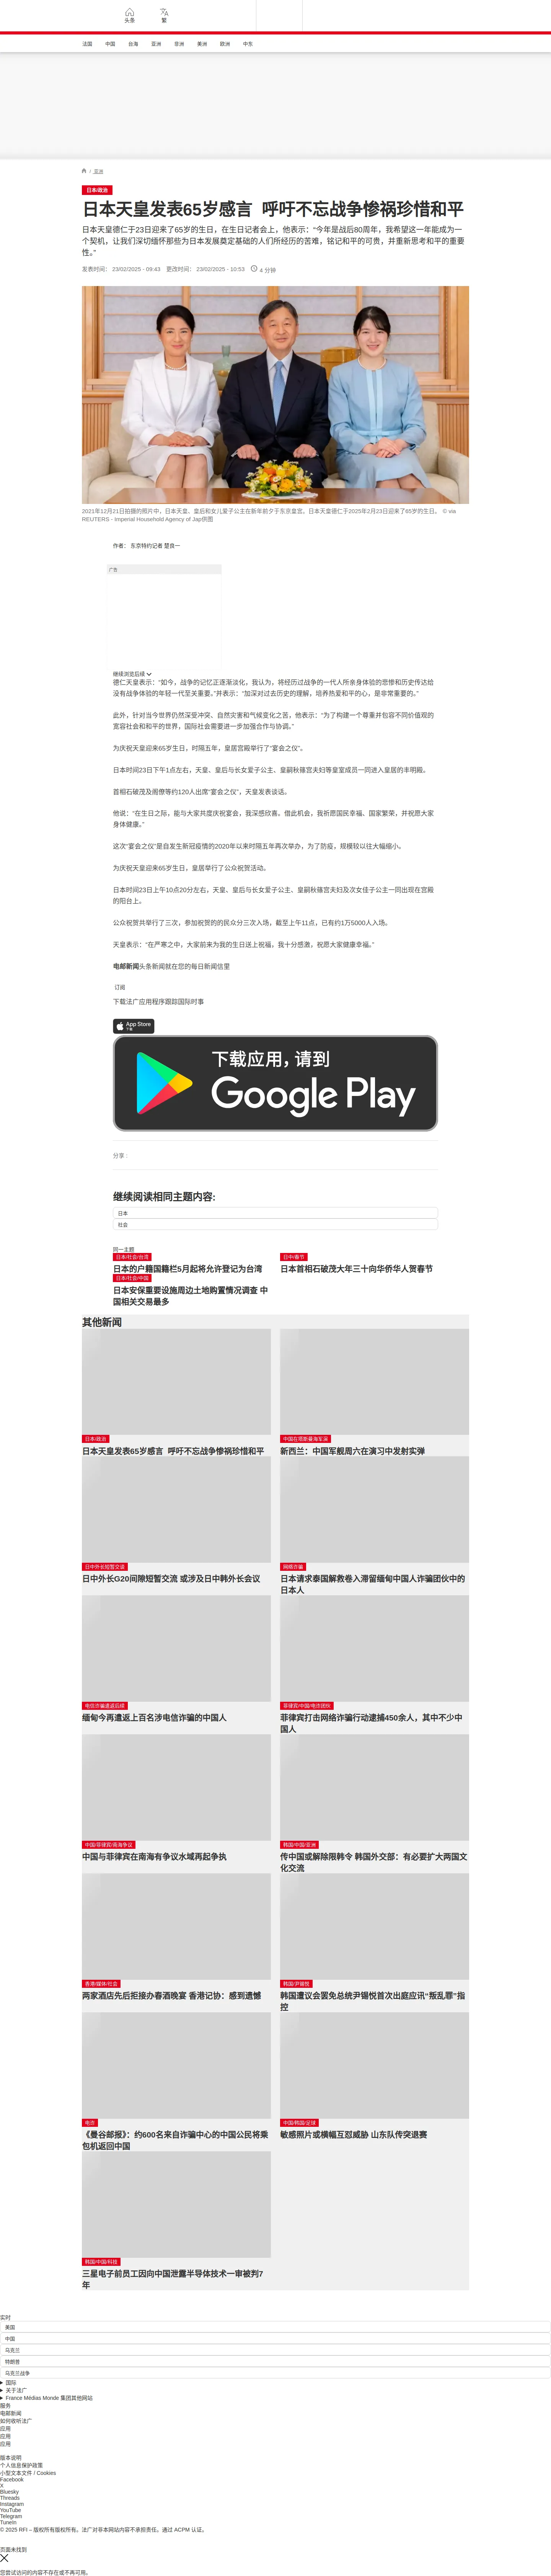 头条
繁
法国 中国 台海 亚洲 非洲 美洲 欧洲 中东
/ 亚洲
日本/政治
日本天皇发表65岁感言  呼吁不忘战争惨祸珍惜和平
日本天皇德仁于23日迎来了65岁的生日，在生日记者会上，他表示：“今年是战后80周年，我希望这一年能成为一
个契机，让我们深切缅怀那些为日本发展奠定基础的人们所经历的苦难，铭记和平的可贵，并重新思考和平的重要
性。”
发表时间： 23/02/2025 - 09:43 更改时间： 23/02/2025 - 10:53 4 分钟
2021年12月21日拍摄的照片中，日本天皇、皇后和女儿爱子公主在新年前夕于东京皇宫。日本天皇德仁于2025年2月23日迎来了65岁的生日。 © via
REUTERS - Imperial Household Agency of Jap供图
作者： 东京特约记者 楚良一
广告
继续浏览后续
德仁天皇表示：“如今，战争的记忆正逐渐淡化，我认为，将经历过战争的一代人所亲身体验的悲惨和历史传达给
没有战争体验的年轻一代至关重要。”并表示：“加深对过去历史的理解，培养热爱和平的心，是非常重要的。”
此外，针对当今世界仍然深受冲突、自然灾害和气候变化之苦，他表示：“为了构建一个尊重并包容不同价值观的
宽容社会和和平的世界，国际社会需要进一步加强合作与协调。”
为庆祝天皇迎来65岁生日，时隔五年，皇居宫殿举行了“宴会之仪”。
日本时间23日下午1点左右，天皇、皇后与长女爱子公主、皇嗣秋篠宫夫妇等皇室成员一同进入皇居的丰明殿。
首相石破茂及阁僚等约120人出席“宴会之仪”，天皇发表谈话。
他说：“在生日之际，能与大家共度庆祝宴会，我深感欣喜。借此机会，我祈愿国民幸福、国家繁荣，并祝愿大家
身体健康。”
这次“宴会之仪”是自发生新冠疫情的2020年以来时隔五年再次举办，为了防疫，规模较以往大幅缩小。
为庆祝天皇迎来65岁生日，皇居举行了公众祝贺活动。
日本时间23日上午10点20分左右，天皇、皇后与长女爱子公主、皇嗣秋篠宫夫妇及次女佳子公主一同出现在宫殿
的阳台上。
公众祝贺共举行了三次，参加祝贺的的民众分三次入场，截至上午11点，已有约1万5000人入场。
天皇表示：“在严寒之中，大家前来为我的生日送上祝福，我十分感激，祝愿大家健康幸福。”
电邮新闻头条新闻就在您的每日新闻信里
订阅
下载法广应用程序跟踪国际时事
App Store
下载
下载应用，请到
Google Play
分享 :
继续阅读相同主题内容:
日本
社会
同一主题
日本/社会/台湾
日本的户籍国籍栏5月起将允许登记为台湾
日中/春节
日本首相石破茂大年三十向华侨华人贺春节
日本/社会/中国
日本安保重要设施周边土地购置情况调查 中
国相关交易最多
其他新闻
日本/政治
日本天皇发表65岁感言  呼吁不忘战争惨祸珍惜和平
中国在塔斯曼海军演
新西兰：中国军舰周六在演习中发射实弹
日中外长短暂交谈
日中外长G20间隙短暂交流 或涉及日中韩外长会议
网络诈骗
日本请求泰国解救卷入滞留缅甸中国人诈骗团伙中的
日本人
电信诈骗遣返后续
缅甸今再遣返上百名涉电信诈骗的中国人
菲律宾/中国/电诈团伙
菲律宾打击网络诈骗行动逮捕450余人，其中不少中
国人
中国/菲律宾/南海争议
中国与菲律宾在南海有争议水域再起争执
韩国/中国/亚洲
传中国或解除限韩令 韩国外交部：有必要扩大两国文
化交流
香港/媒体/社会
两家酒店先后拒接办春酒晚宴 香港记协：感到遗憾
韩国/尹锡悦
韩国遭议会罢免总统尹锡悦首次出庭应讯“叛乱罪”指
控
电诈
《曼谷邮报》：约600名来自诈骗中心的中国公民将乘
包机返回中国
中国/韩国/足球
敏感照片或横幅互怼威胁 山东队传突退赛
韩国/中国/科技
三星电子前员工因向中国泄露半导体技术一审被判7
年
实时
美国
中国
乌克兰
特朗普
乌克兰战争
国际
关于法广
France Médias Monde 集团其他网站
服务
电邮新闻
如何收听法广
应用
应用
应用
版本说明
个人信息保护政策
小型文本文件 / Cookies
Facebook
X
Bluesky
Threads
Instagram
YouTube
Telegram
TuneIn
© 2025 RFI – 版权所有版权所有。法广对非本网站内容不承担责任。通过 ACPM 认证。
页面未找到
您尝试访问的内容不存在或不再可用。